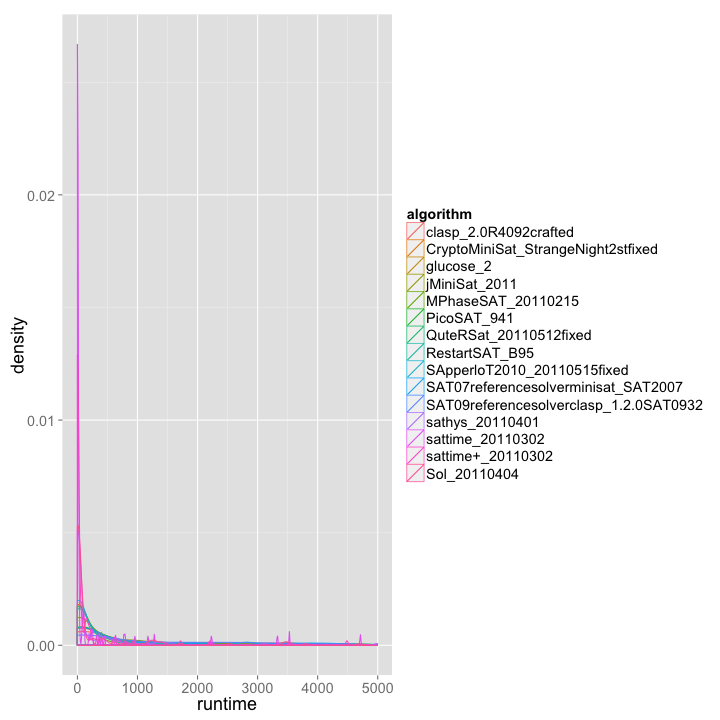 0.02
0.01
0.00
density
0 1000 2000 3000 4000 5000
runtime
algorithm
clasp_2.0R4092crafted
CryptoMiniSat_StrangeNight2stfixed
glucose_2
jMiniSat_2011
MPhaseSAT_20110215
PicoSAT_941
QuteRSat_20110512fixed
RestartSAT_B95
SApperloT2010_20110515fixed
SAT07referencesolverminisat_SAT2007
SAT09referencesolverclasp_1.2.0SAT0932
sathys_20110401
sattime_20110302
sattime+_20110302
Sol_20110404